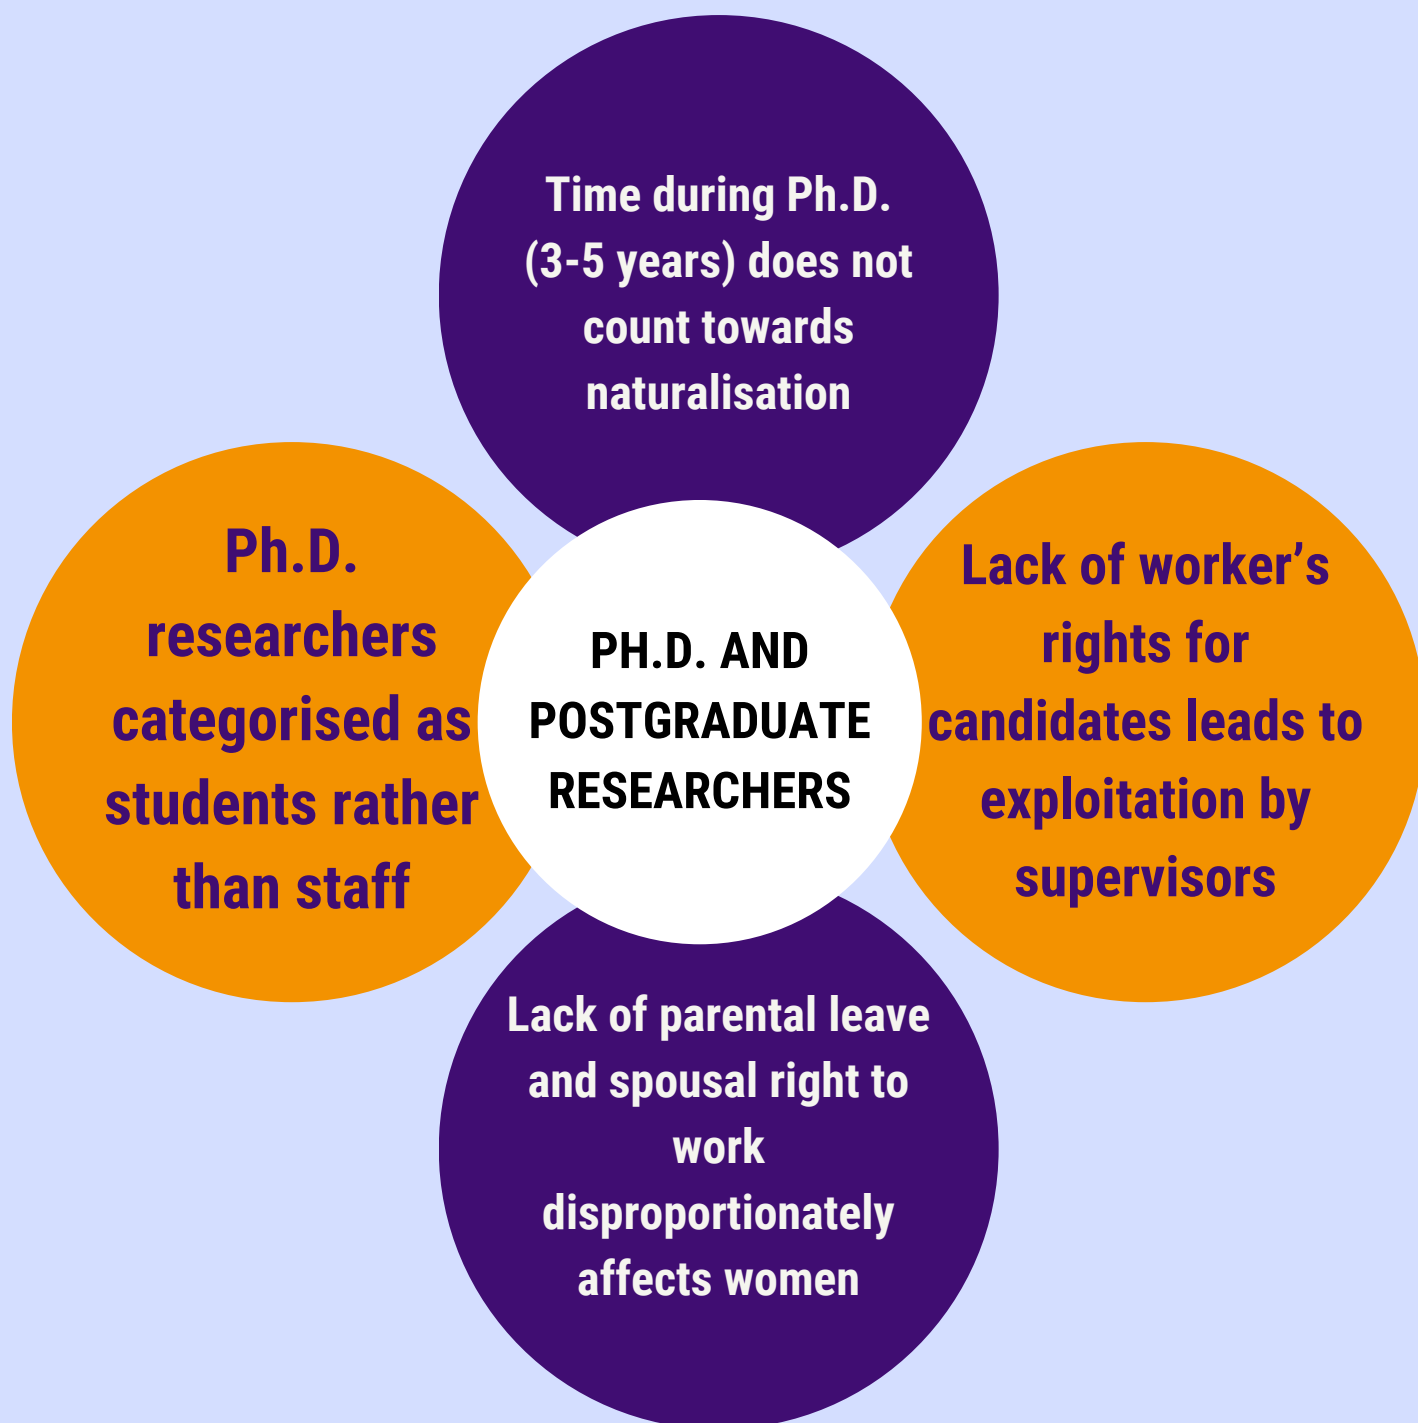 Time during Ph.D.
(3-5 years) does not
count towards
naturalisation
Ph.D.
researchers
categorised as
students rather
than staff
PH.D. AND
POSTGRADUATE
RESEARCHERS
Lack of worker’s
rights for
candidates leads to
exploitation by
supervisors
Lack of parental leave
and spousal right to
work
disproportionately
affects women